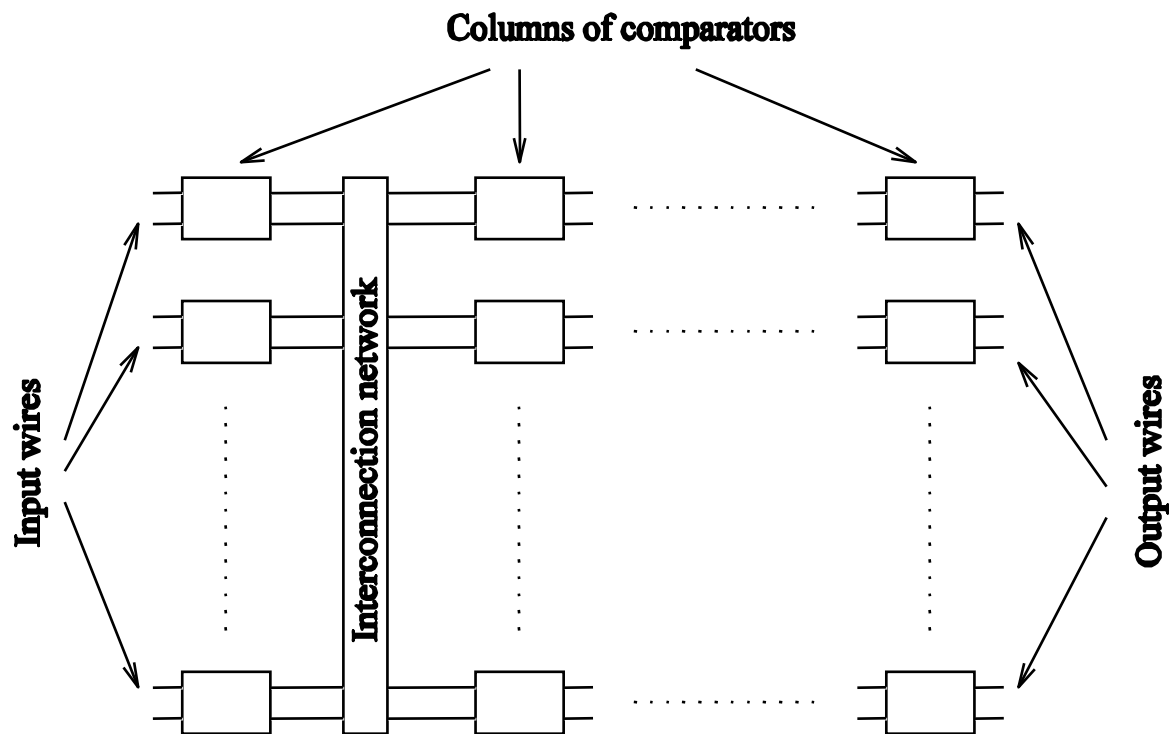 Columns of comparators
Input wires
Interconnection network
Output wires